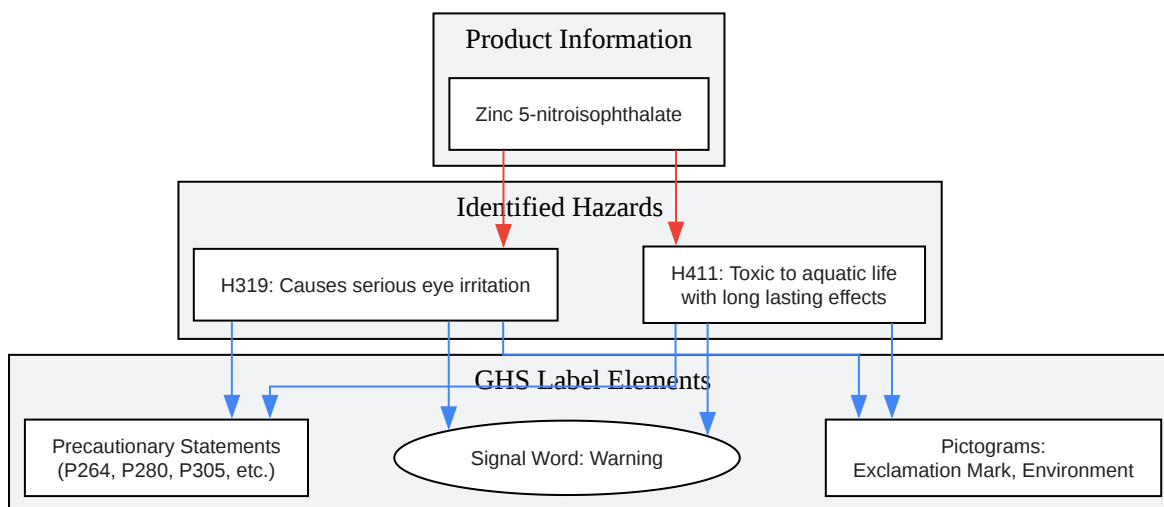 Product Information
Zinc 5-nitroisophthalate
Identified Hazards
H319: Causes serious eye irritation
H411: Toxic to aquatic life
with long lasting effects
GHS Label Elements
Precautionary Statements
(P264, P280, P305, etc.)
Signal Word: Warning
Pictograms:
Exclamation Mark, Environment